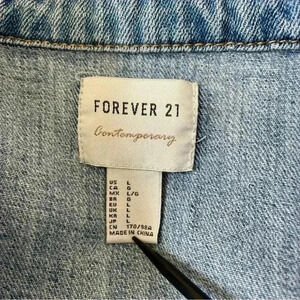 FOREVER 21
Contemporary
US L
CA G
MX L/G
BR G
EU L
UK L
KR L
JP L
CN 170/92A
MADE IN CHINA